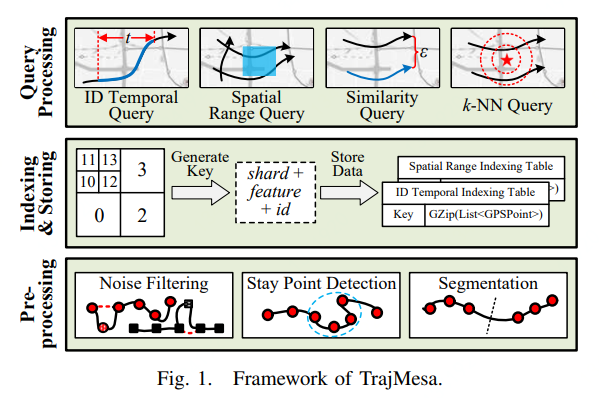 Query
Processing
t
ε
ID Temporal
Query
Spatial
Range Query
Similarity
Query
k-NN Query
Indexing
& Storing
11 13
10 12
3
0
2
Generate
Key
shard +
feature
+ id
Store
Data
Spatial Range Indexing Table
>)
ID Temporal Indexing Table
Key GZip(List<GPSPoint>)
Pre-
processing
Noise Filtering
Stay Point Detection
Segmentation
Fig. 1. Framework of TrajMesa.